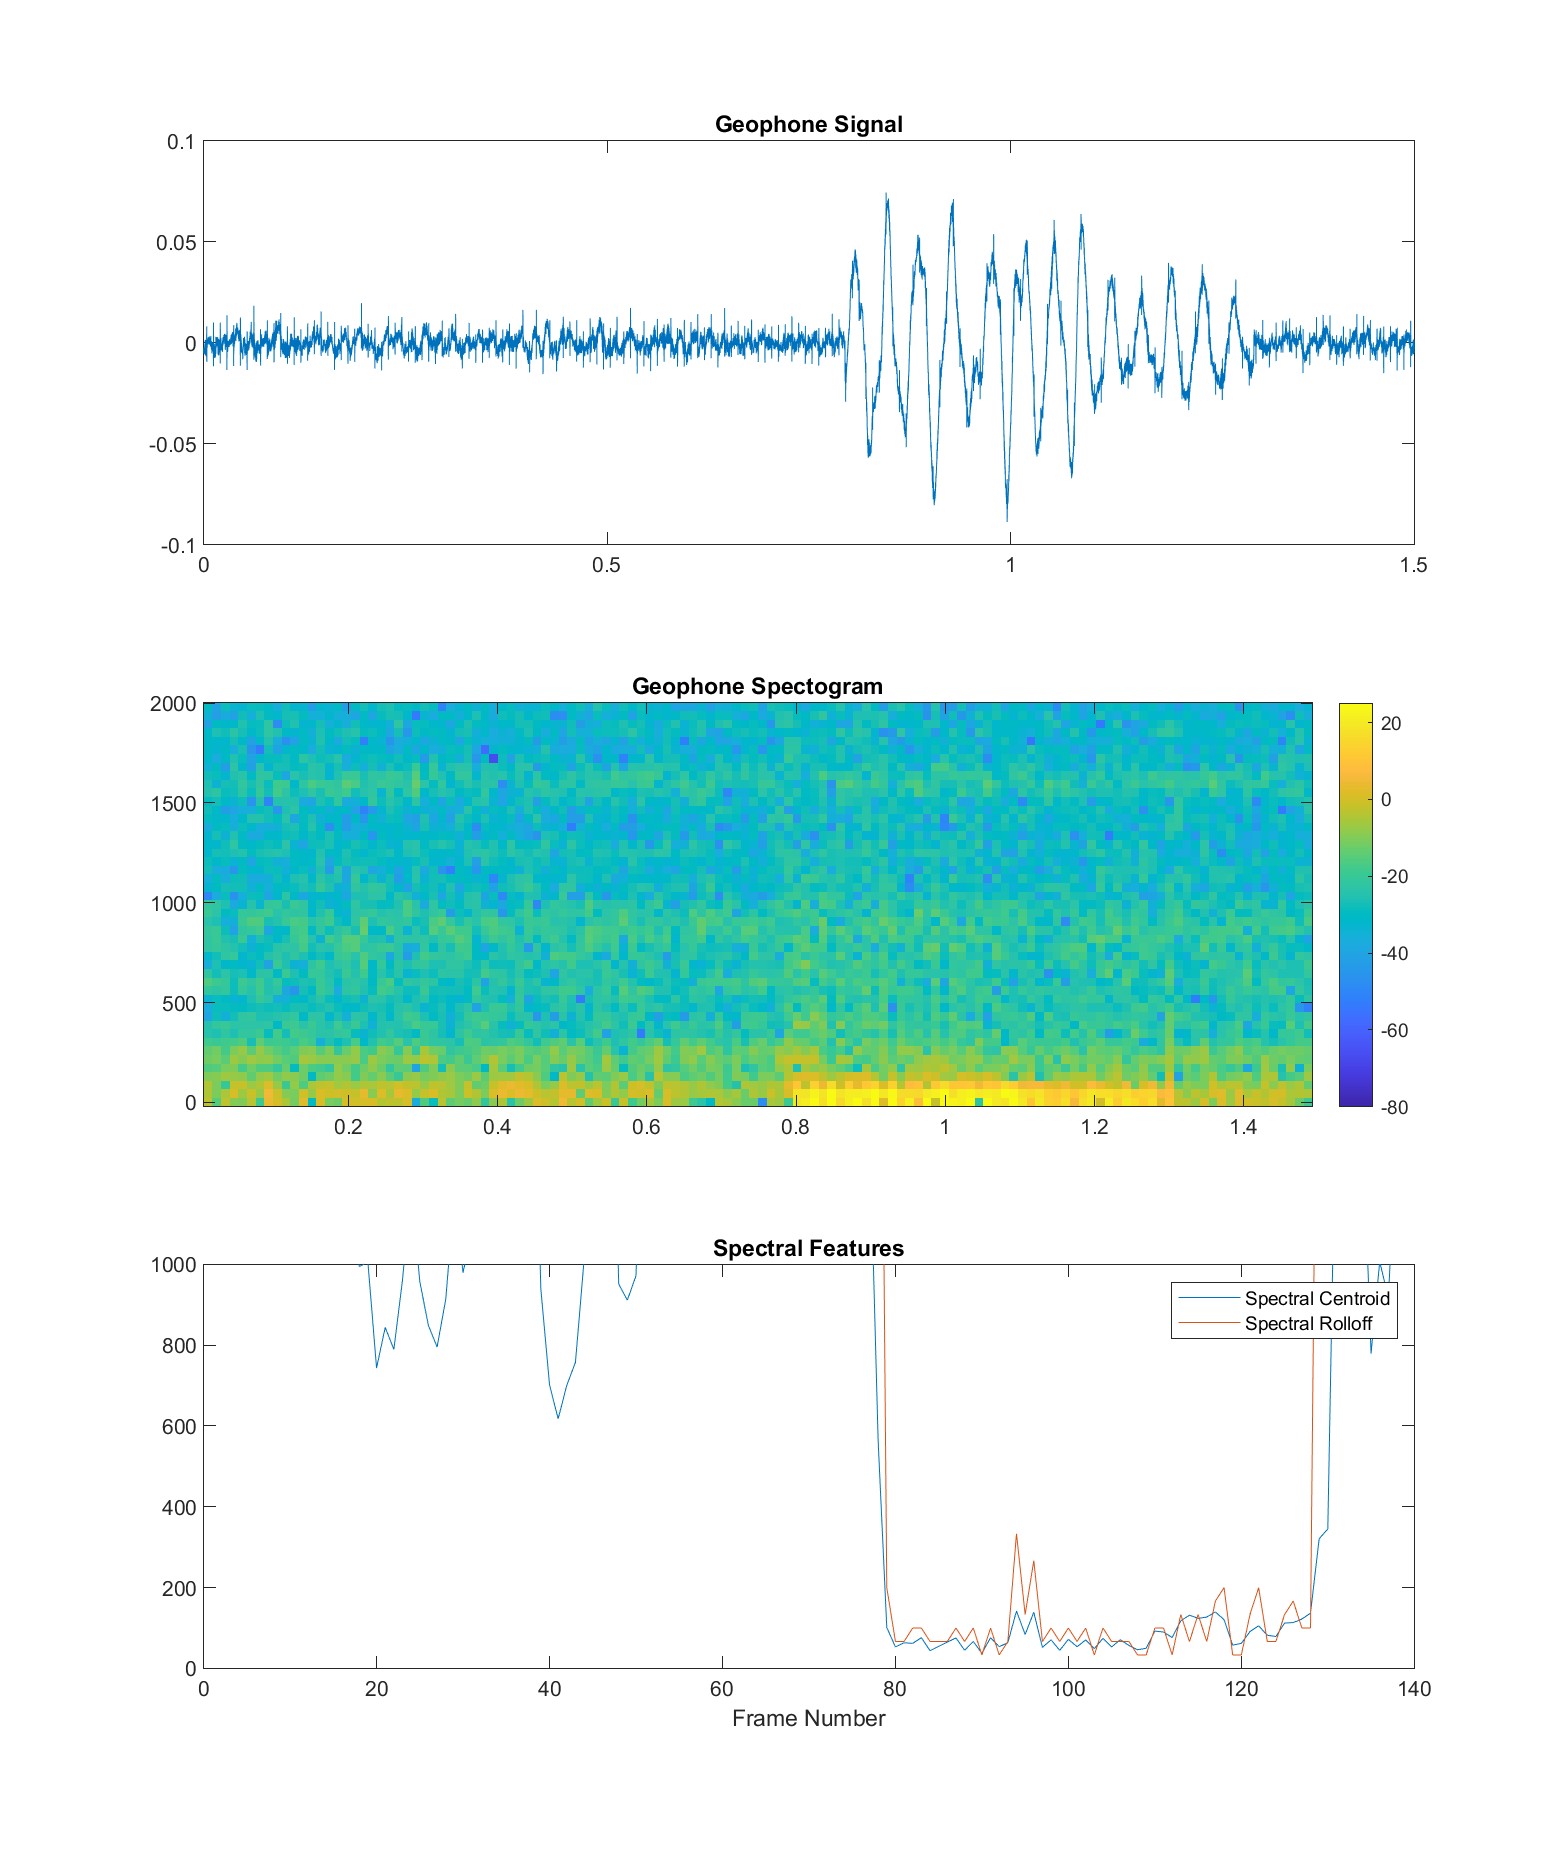 Geophone Signal
0.1
0.05
0
-0.05
-0.1
0 0.5 1 1.5
Geophone Spectogram
2000
1500
1000
500
0
0.2 0.4 0.6 0.8 1 1.2 1.4
20
0
-20
-40
-60
-80
Spectral Features
1000
800
600
400
200
0
Spectral Centroid
Spectral Rolloff
0 20 40 60 80 100 120 140
Frame Number